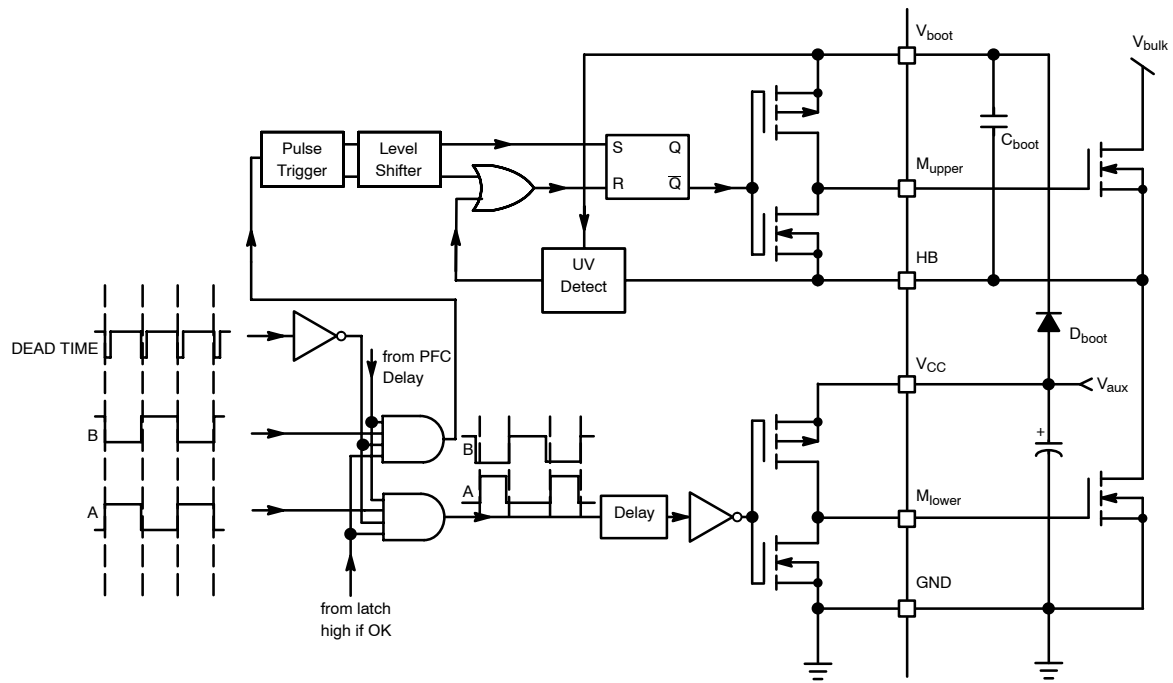 Vboot
Vbulk
Pulse
Trigger
Level
Shifter
S
Q
R
Q̅
Cboot
Mupper
UV
Detect
HB
DEAD TIME
from PFC
Delay
Dboot
VCC
Vaux
B
B
A
+
A
Delay
Mlower
GND
from latch
high if OK